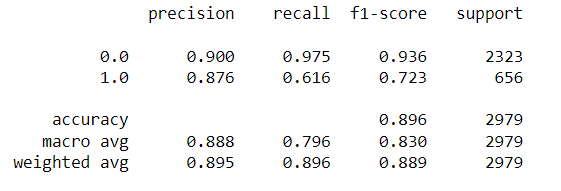 precision recall f1-score support
0.0 0.900 0.975 0.936 2323
1.0 0.876 0.616 0.723 656
accuracy 0.896 2979
macro avg 0.888 0.796 0.830 2979
weighted avg 0.895 0.896 0.889 2979